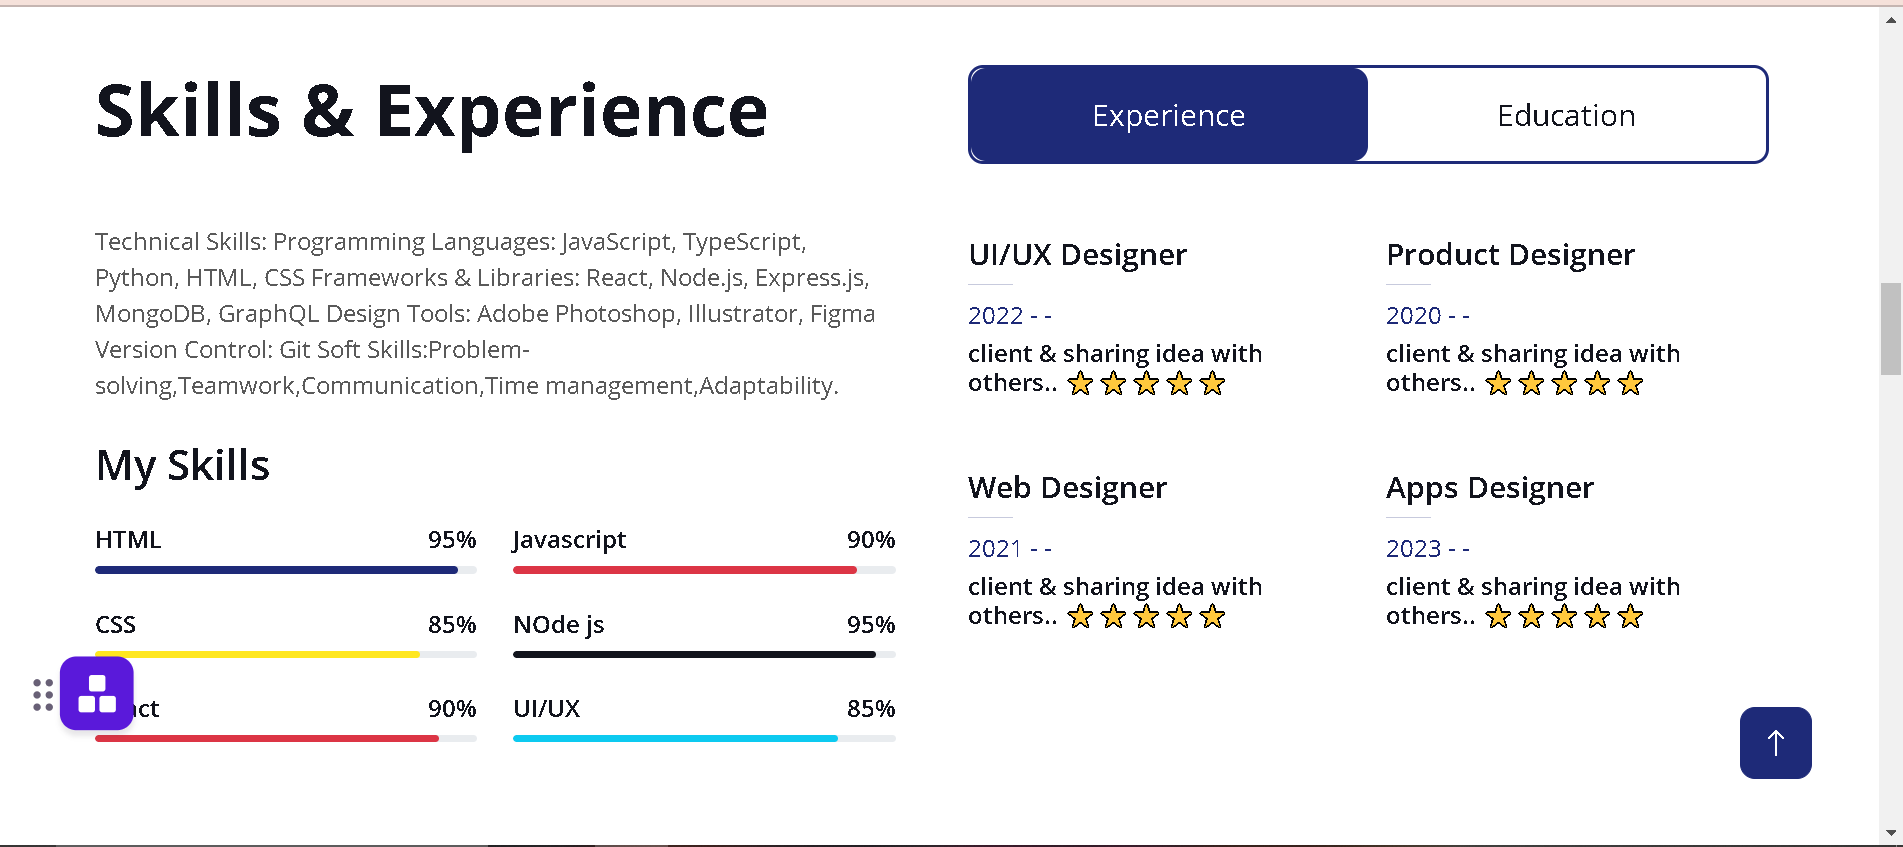 Skills & Experience
Technical Skills: Programming Languages: JavaScript, TypeScript,
Python, HTML, CSS Frameworks & Libraries: React, Node.js, Express.js,
MongoDB, GraphQL Design Tools: Adobe Photoshop, Illustrator, Figma
Version Control: Git Soft Skills:Problem-
solving,Teamwork,Communication,Time management,Adaptability.
My Skills
HTML 95%
Javascript 90%
CSS 85%
NOde js 95%
act 90%
UI/UX 85%
Experience
Education
UI/UX Designer
2022 - -
client & sharing idea with
others.. ⭐ ⭐ ⭐ ⭐ ⭐
Product Designer
2020 - -
client & sharing idea with
others.. ⭐ ⭐ ⭐ ⭐ ⭐
Web Designer
2021 - -
client & sharing idea with
others.. ⭐ ⭐ ⭐ ⭐ ⭐
Apps Designer
2023 - -
client & sharing idea with
others.. ⭐ ⭐ ⭐ ⭐ ⭐